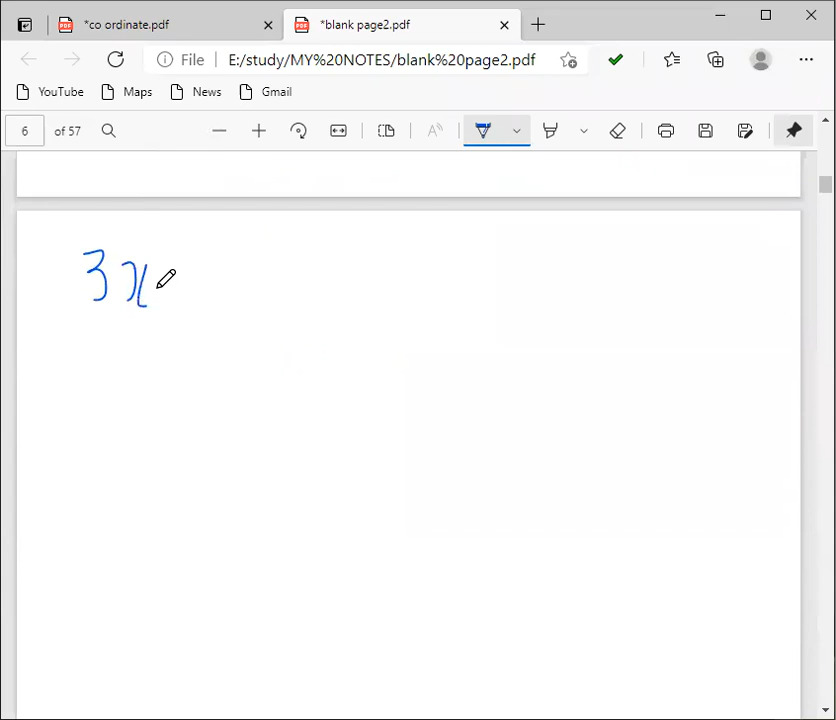 *co ordinate.pdf
*blank page2.pdf
File E:/study/MY%20NOTES/blank%20page2.pdf
YouTube Maps News Gmail
6 of 57
3x